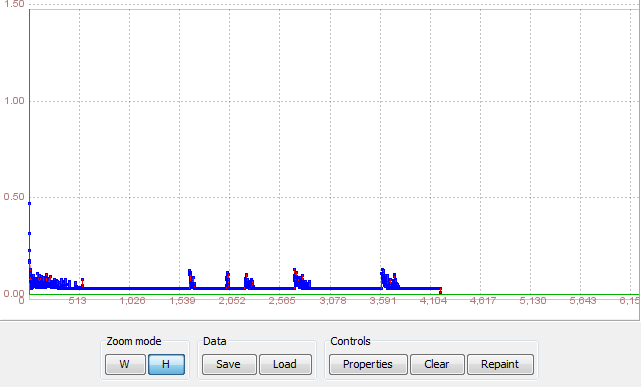 1.50
1.00
0.50
0.00
0 513 1,026 1,539 2,052 2,565 3,078 3,591 4,104 4,617 5,130 5,643 6,15
Zoom mode Data Controls
W H Save Load Properties Clear Repaint